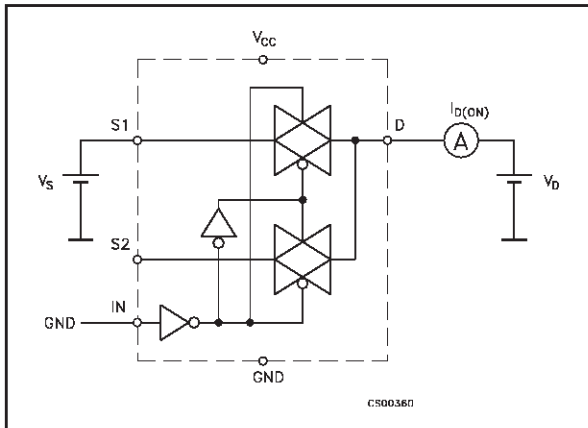 VCC
ID(ON)
S1
D
A
VS
VD
S2
IN
GND
GND
CS00360